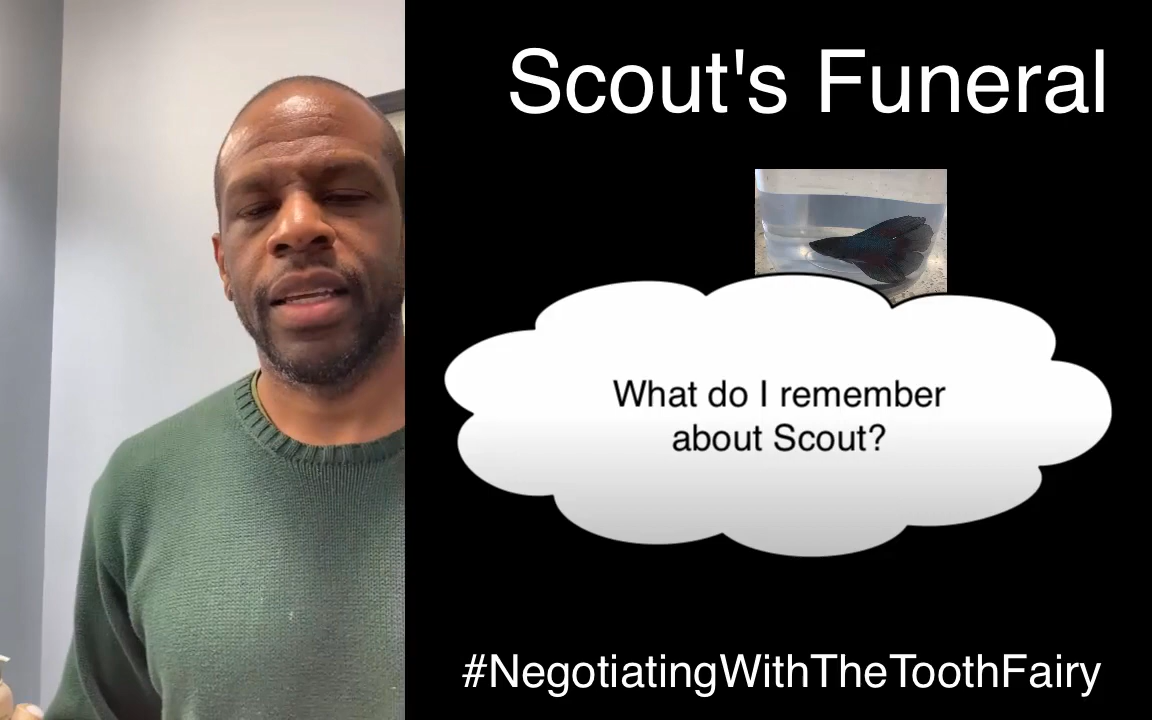 Scout's Funeral
What do I remember
about Scout?
#NegotiatingWithTheToothFairy